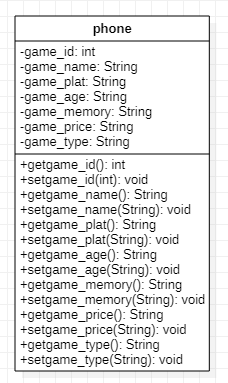 phone
-game_id: int
-game_name: String
-game_plat: String
-game_age: String
-game_memory: String
-game_price: String
-game_type: String
+getgame_id(): int
+setgame_id(int): void
+getgame_name(): String
+setgame_name(String): void
+getgame_plat(): String
+setgame_plat(String): void
+getgame_age(): String
+setgame_age(String): void
+getgame_memory(): String
+setgame_memory(String): void
+getgame_price(): String
+setgame_price(String): void
+getgame_type(): String
+setgame_type(String): void